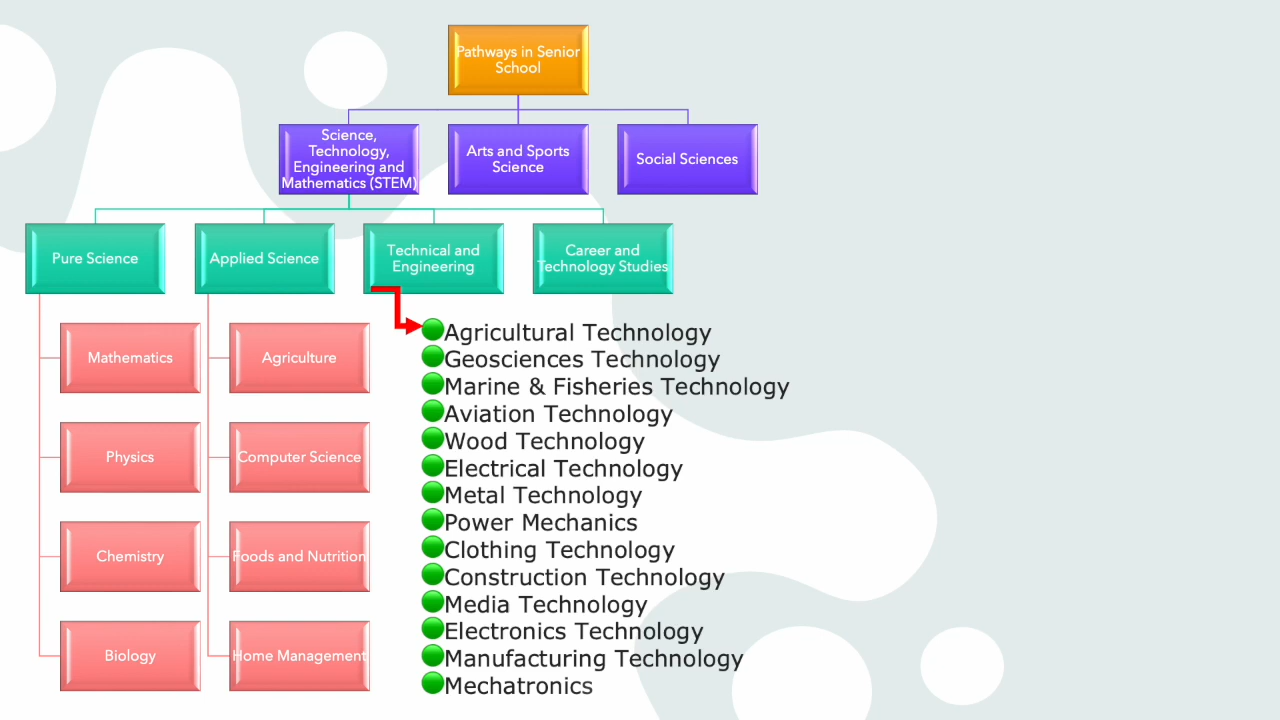 Pathways in Senior
School
Science,
Technology,
Engineering and
Mathematics (STEM)
Arts and Sports
Science
Social Sciences
Pure Science
Applied Science
Technical and
Engineering
Career and
Technology Studies
Mathematics
Physics
Chemistry
Biology
Agriculture
Computer Science
Foods and Nutrition
Home Management
Agricultural Technology
Geosciences Technology
Marine & Fisheries Technology
Aviation Technology
Wood Technology
Electrical Technology
Metal Technology
Power Mechanics
Clothing Technology
Construction Technology
Media Technology
Electronics Technology
Manufacturing Technology
Mechatronics